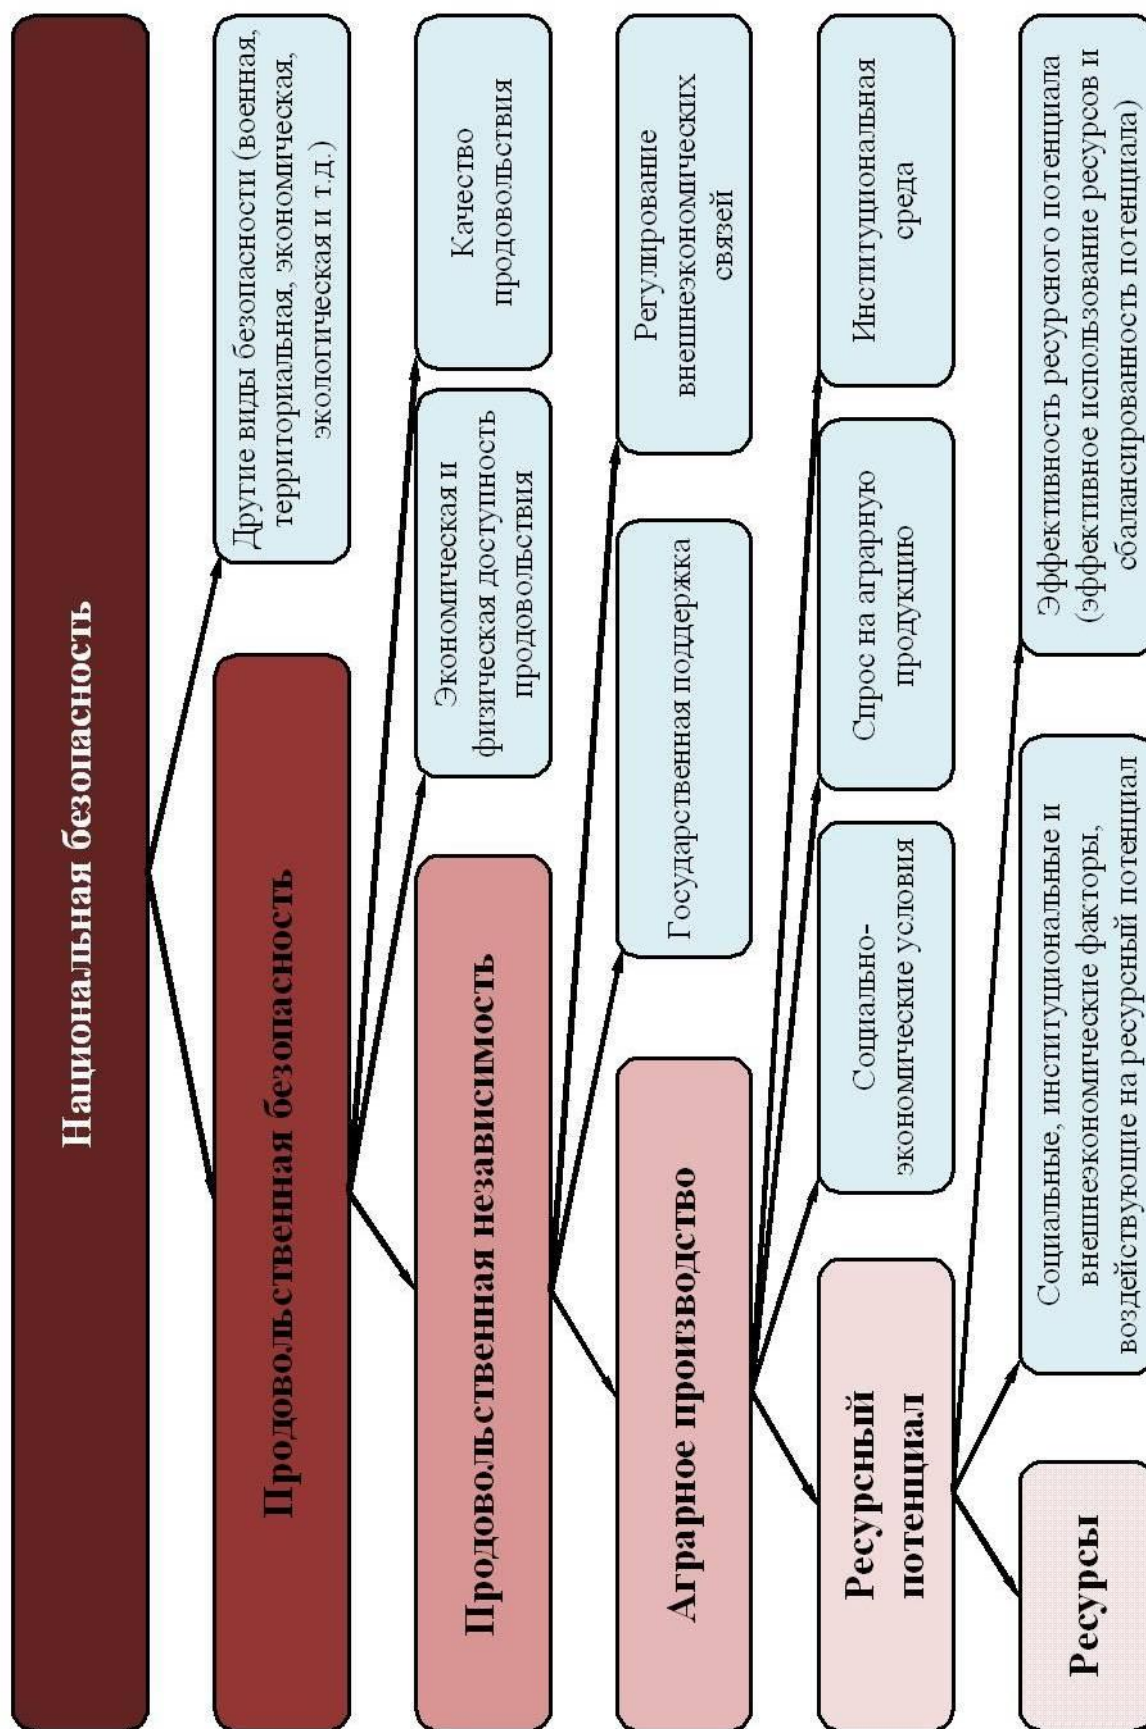 Национальная безопасность
Продовольственная безопасность
Другие виды безопасности (военная,
территориальная, экономическая,
экологическая и т.д.)
Продовольственная независимость
Экономическая и
физическая доступность
продовольствия
Качество
продовольствия
Аграрное производство
Государственная поддержка
Регулирование
внешнеэкономических
связей
Ресурсный
потенциал
Социально-
экономические условия
Спрос на аграрную
продукцию
Институциональная
среда
Ресурсы
Социальные, институциональные и
внешнеэкономические факторы,
воздействующие на ресурсный потенциал
Эффективность ресурсного потенциала
(эффективное использование ресурсов и
сбалансированность потенциала)